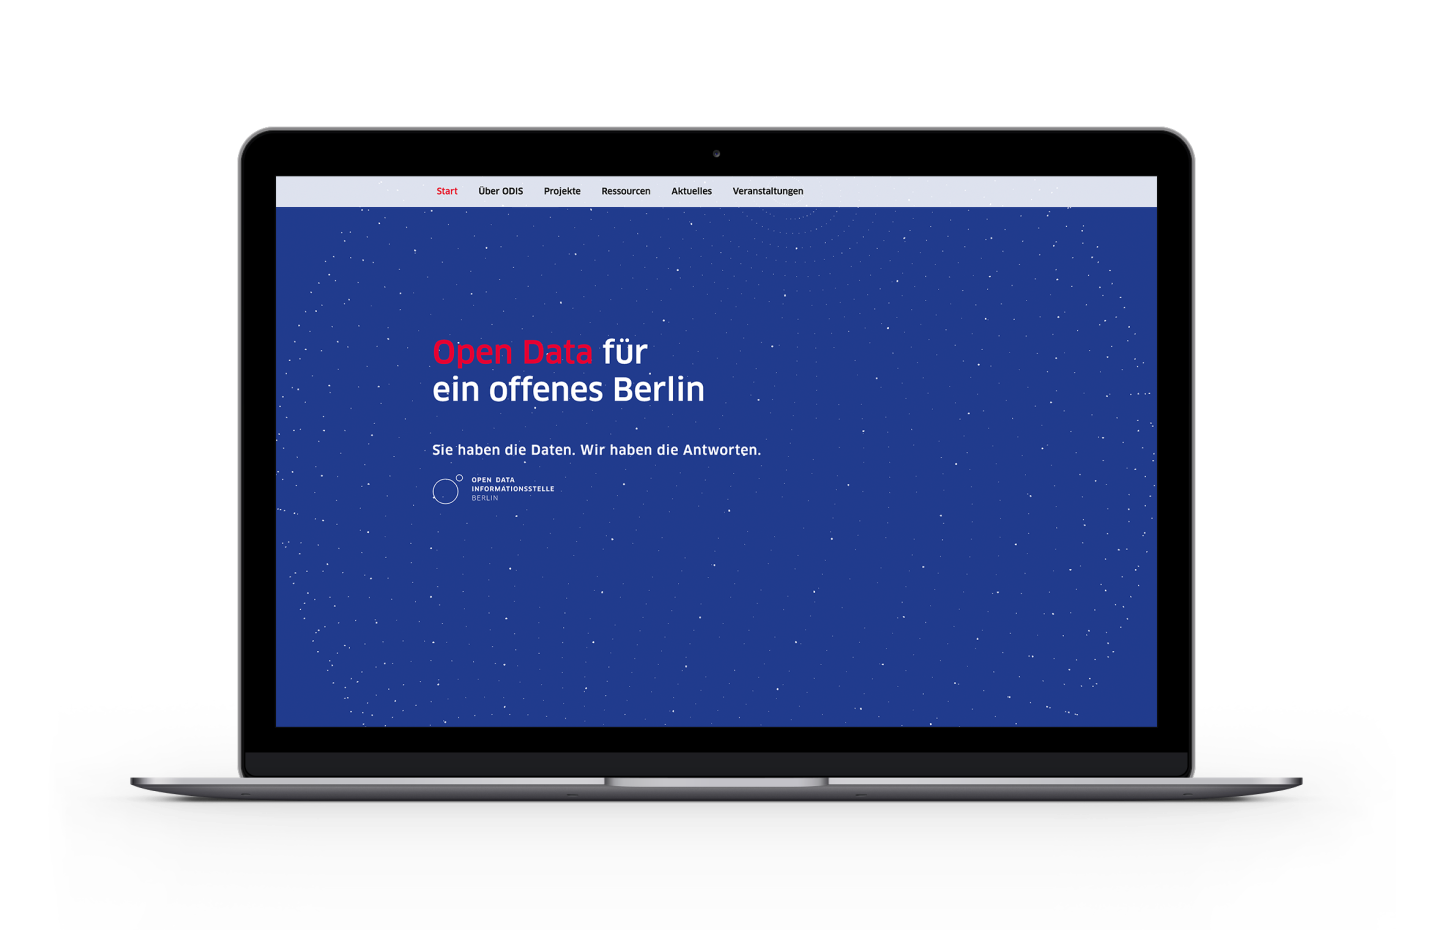 Start Über ODIS Projekte Ressourcen Aktuelles Veranstaltungen
Open Data für
ein offenes Berlin
Sie haben die Daten. Wir haben die Antworten.
OPEN DATA
INFORMATIONSSTELLE
BERLIN